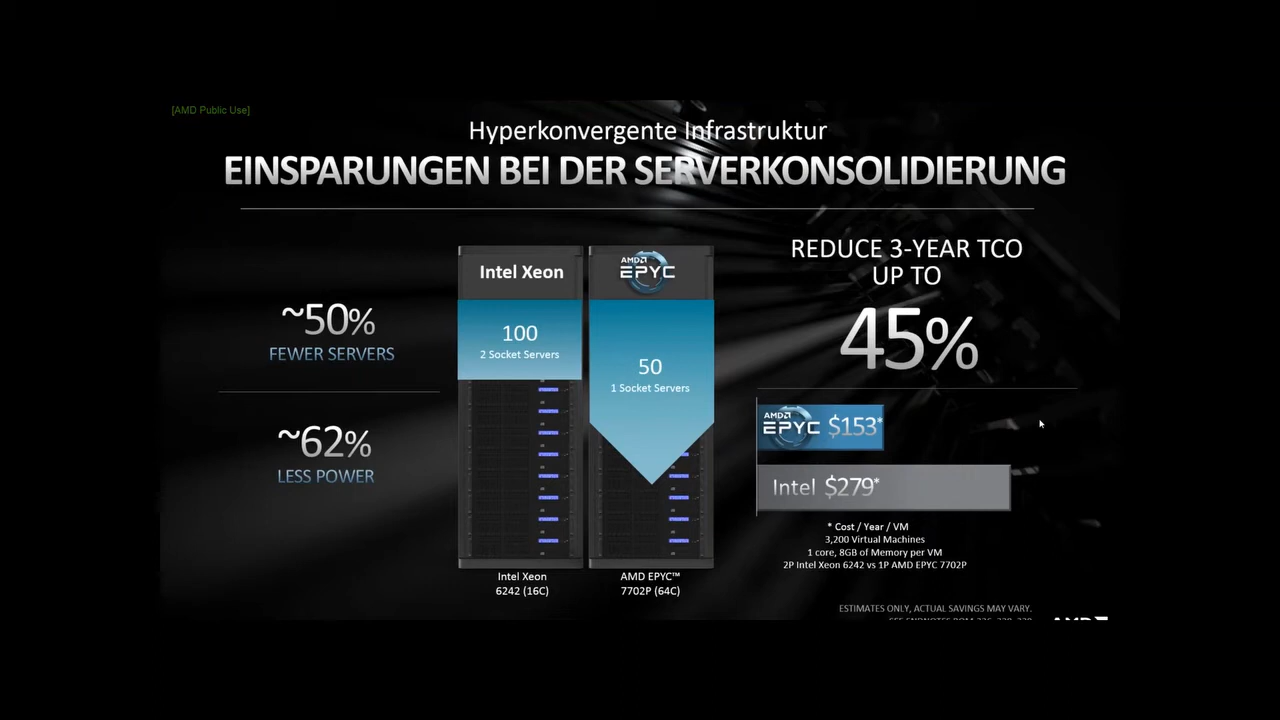 [AMD Public Use]
Hyperkonvergente Infrastruktur
EINSPARUNGEN BEI DER SERVERKONSOLIDIERUNG
~50%
FEWER SERVERS
~62%
LESS POWER
Intel Xeon
100
2 Socket Servers
Intel Xeon
6242 (16C)
AMD
EPYC
50
1 Socket Servers
AMD EPYC™
7702P (64C)
REDUCE 3-YEAR TCO
UP TO
45%
AMD
EPYC $153*
Intel $279*
* Cost / Year / VM
3,200 Virtual Machines
1 core, 8GB of Memory per VM
2P Intel Xeon 6242 vs 1P AMD EPYC 7702P
ESTIMATES ONLY, ACTUAL SAVINGS MAY VARY.
AMD